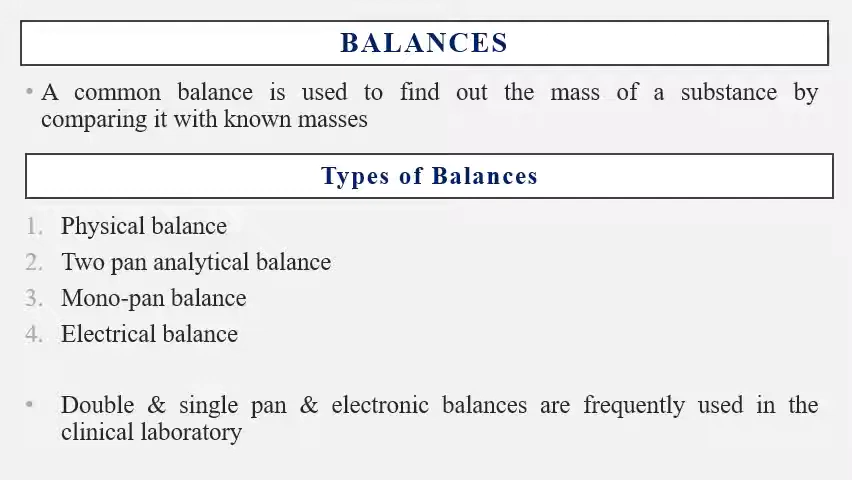 BALANCES
• A common balance is used to find out the mass of a substance by
comparing it with known masses
Types of Balances
1. Physical balance
2. Two pan analytical balance
3. Mono-pan balance
4. Electrical balance
• Double & single pan & electronic balances are frequently used in the
clinical laboratory